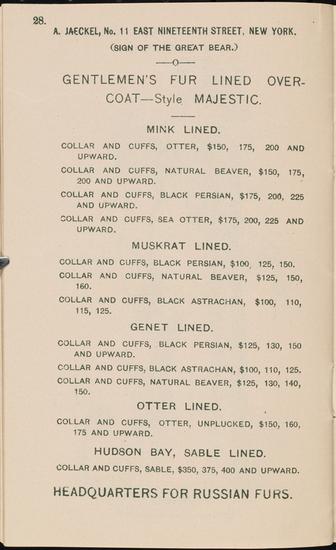 28.
A. JAECKEL, No. 11 EAST NINETEENTH STREET, NEW YORK.
(SIGN OF THE GREAT BEAR.)
GENTLEMEN'S FUR LINED OVER-
COAT—Style MAJESTIC.
MINK LINED.
COLLAR AND CUFFS, OTTER, $150, 175, 200 AND
UPWARD.
COLLAR AND CUFFS, NATURAL BEAVER, $150, 175,
200 AND UPWARD.
COLLAR AND CUFFS, BLACK PERSIAN, $175, 200, 225
AND UPWARD.
COLLAR AND CUFFS, SEA OTTER, $175, 200, 225 AND
UPWARD.
MUSKRAT LINED.
COLLAR AND CUFFS, BLACK PERSIAN, $100, 125, 150.
COLLAR AND CUFFS, NATURAL BEAVER, $125, 150,
160.
COLLAR AND CUFFS, BLACK ASTRACHAN, $100, 110,
115, 125.
GENET LINED.
COLLAR AND CUFFS, BLACK PERSIAN, $125, 130, 150
AND UPWARD.
COLLAR AND CUFFS, BLACK ASTRACHAN, $100, 110, 125.
COLLAR AND CUFFS, NATURAL BEAVER, $125, 130, 140,
150.
OTTER LINED.
COLLAR AND CUFFS, OTTER, UNPLUCKED, $150, 160,
175 AND UPWARD.
HUDSON BAY, SABLE LINED.
COLLAR AND CUFFS, SABLE, $350, 375, 400 AND UPWARD.
HEADQUARTERS FOR RUSSIAN FURS.